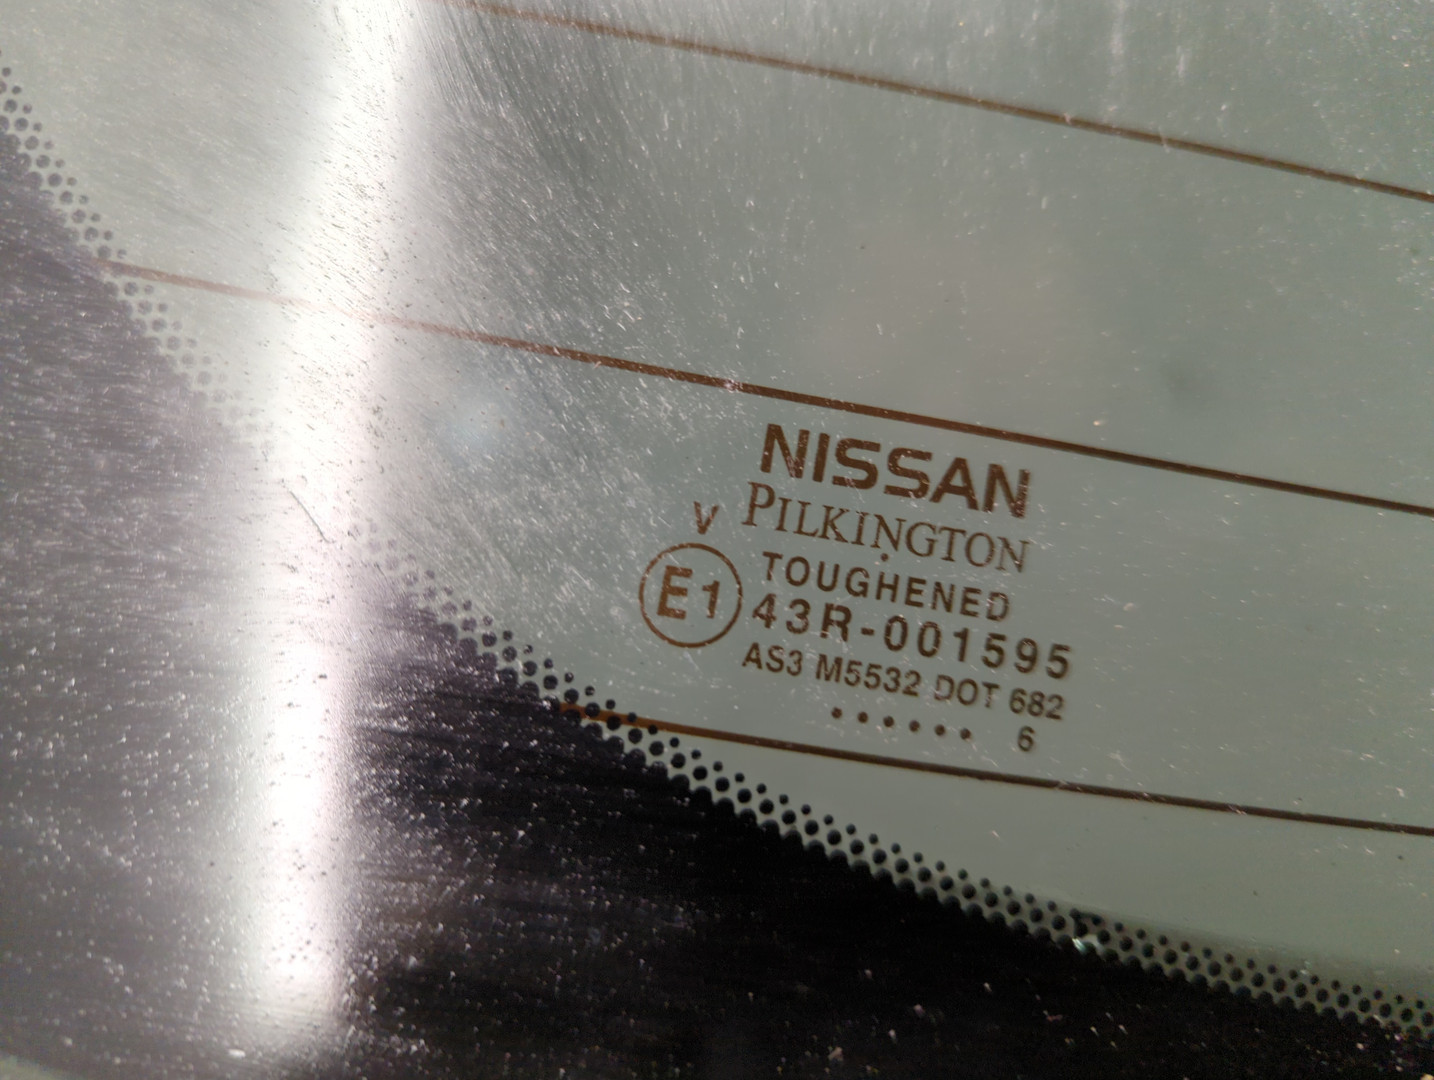 NISSAN
PILKINGTON
V
TOUGHENED
E1 43R-001595
AS3 M5532 DOT 682
...... 6